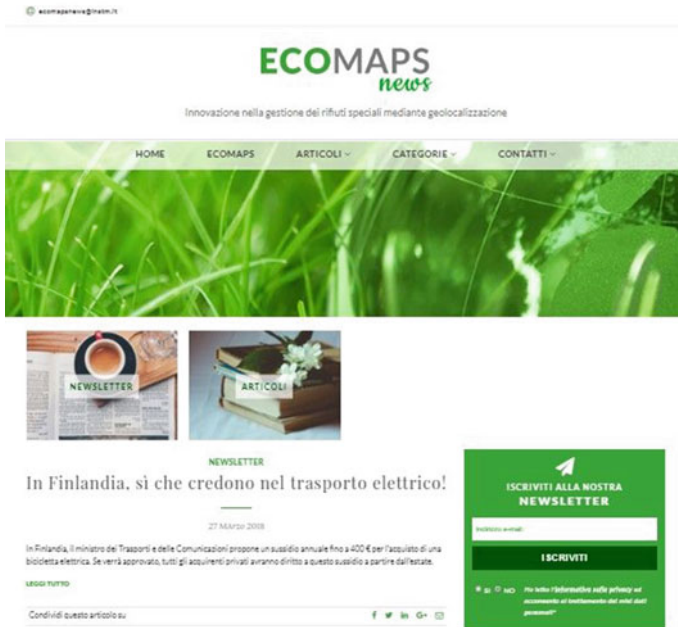 ecomapsnews@instm.it
ECOMAPS
news
Innovazione nella gestione dei rifiuti speciali mediante geolocalizzazione
HOME ECOMAPS ARTICOLI CATEGORIE CONTATTI
NEWSLETTER ARTICOLI
NEWSLETTER
In Finlandia, sì che credono nel trasporto elettrico!
27 Marzo 2018
In Finlandia, il ministro dei Trasporti e delle Comunicazioni propone un sussidio annuale fino a 400 € per l'acquisto di una
bicicletta elettrica. Se verrà approvato, tutti gli acquirenti privati avranno diritto a questo sussidio a partire dall'estate.
LEGGI TUTTO
Condividi questo articolo su
ISCRIVITI ALLA NOSTRA
NEWSLETTER
Indirizzo e-mail:
ISCRIVITI
SI NO Ho letto l'informativa sulla privacy ed
acconsento al trattamento dei miei dati
personali*